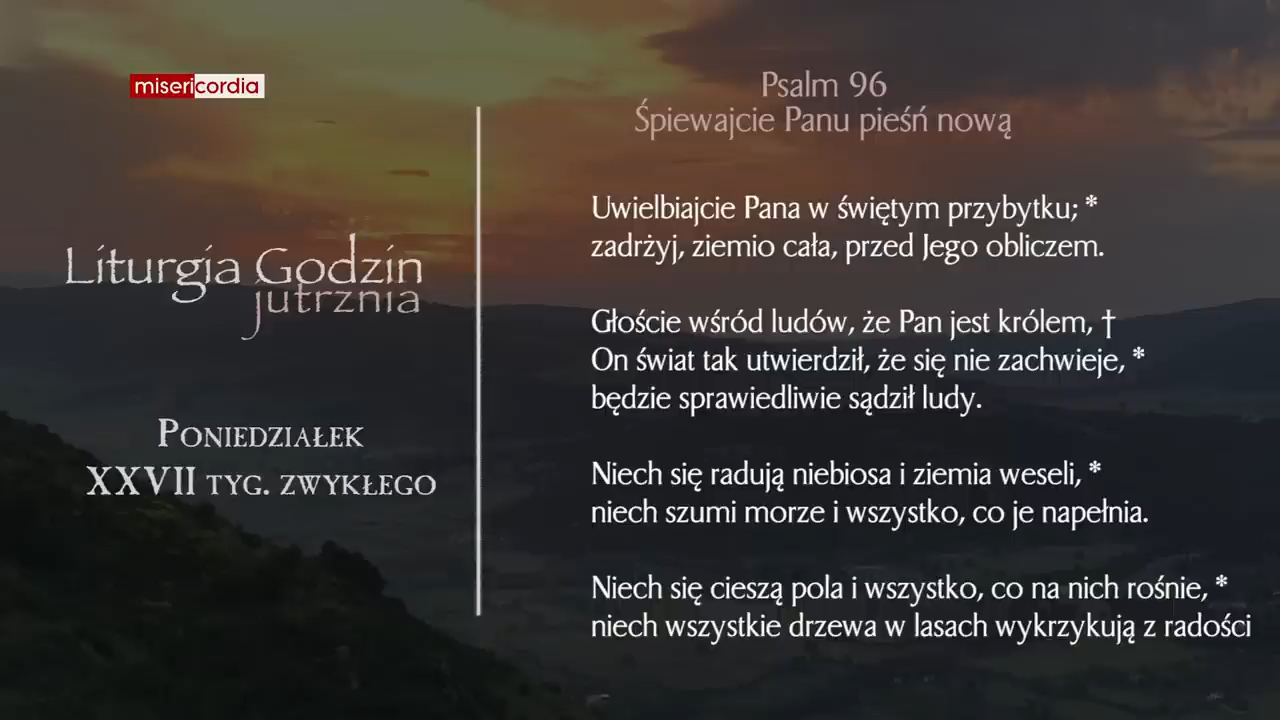 misericordia
Liturgia Godzin
jutrznia
Poniedziałek
XXVII tyg. zwykłego
Psalm 96
Śpiewajcie Panu pieśń nową
Uwielbiajcie Pana w świętym przybytku; *
zadrżyj, ziemio cała, przed Jego obliczem.
Głoście wśród ludów, że Pan jest królem, †
On świat tak utwierdził, że się nie zachwieje, *
będzie sprawiedliwie sądził ludy.
Niech się radują niebiosa i ziemia weseli, *
niech szumi morze i wszystko, co je napełnia.
Niech się cieszą pola i wszystko, co na nich rośnie, *
niech wszystkie drzewa w lasach wykrzykują z radości